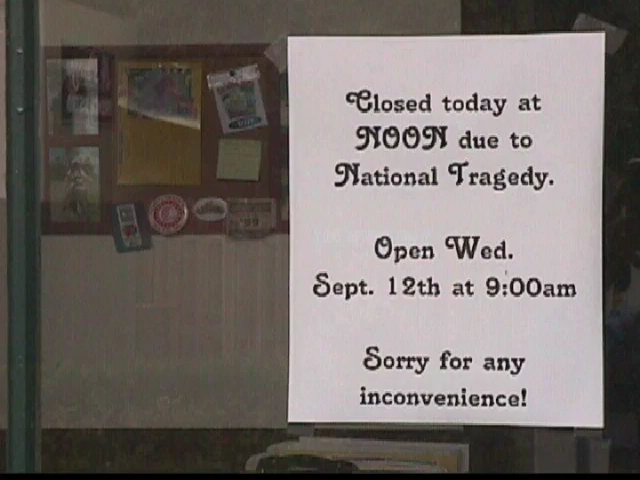 Closed today at
NOON due to
National Tragedy.
Open Wed.
Sept. 12th at 9:00am
Sorry for any
inconvenience!